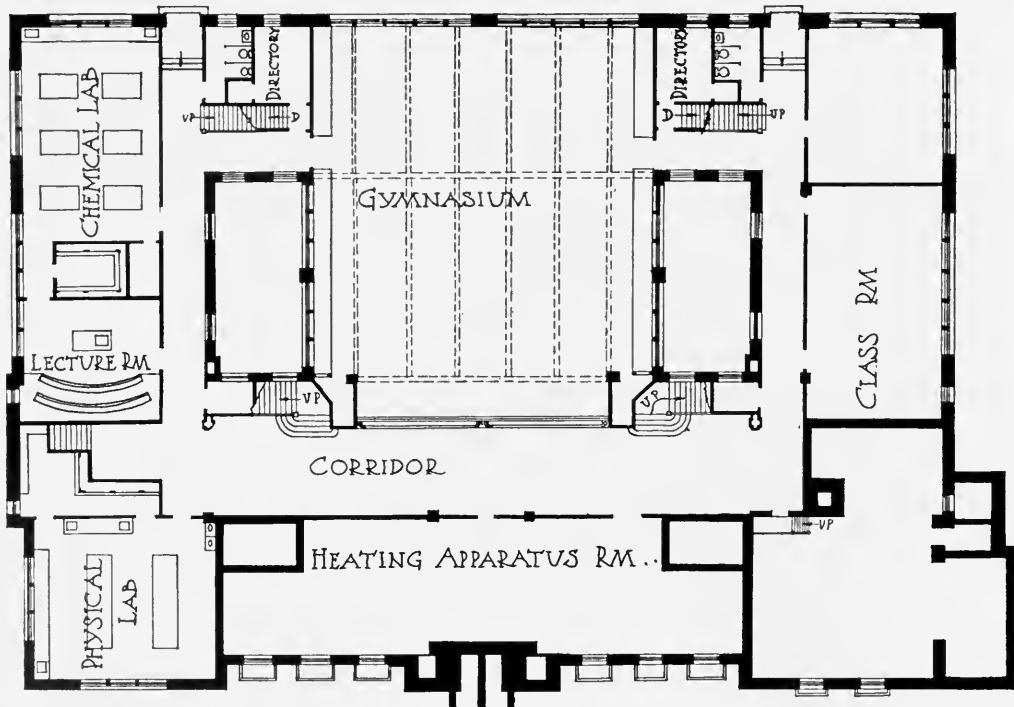 DIRECTORY
DIRECTORY
CHEMICAL LAB
UP
D
D
UP
GYMNASIUM
CLASS RM
LECTURE RM
UP
UP
CORRIDOR
UP
HEATING APPARATUS RM..
PHYSICAL
LAB